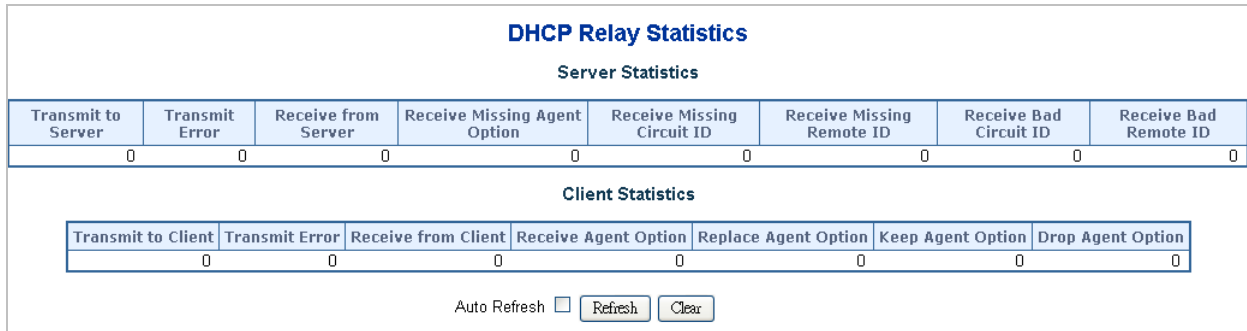 DHCP Relay Statistics
Server Statistics
Transmit to Server Transmit Error Receive from Server Receive Missing Agent Option Receive Missing Circuit ID Receive Missing Remote ID Receive Bad Circuit ID Receive Bad Remote ID
0 0 0 0 0 0 0 0
Client Statistics
Transmit to Client Transmit Error Receive from Client Receive Agent Option Replace Agent Option Keep Agent Option Drop Agent Option
0 0 0 0 0 0 0
Auto Refresh Refresh Clear